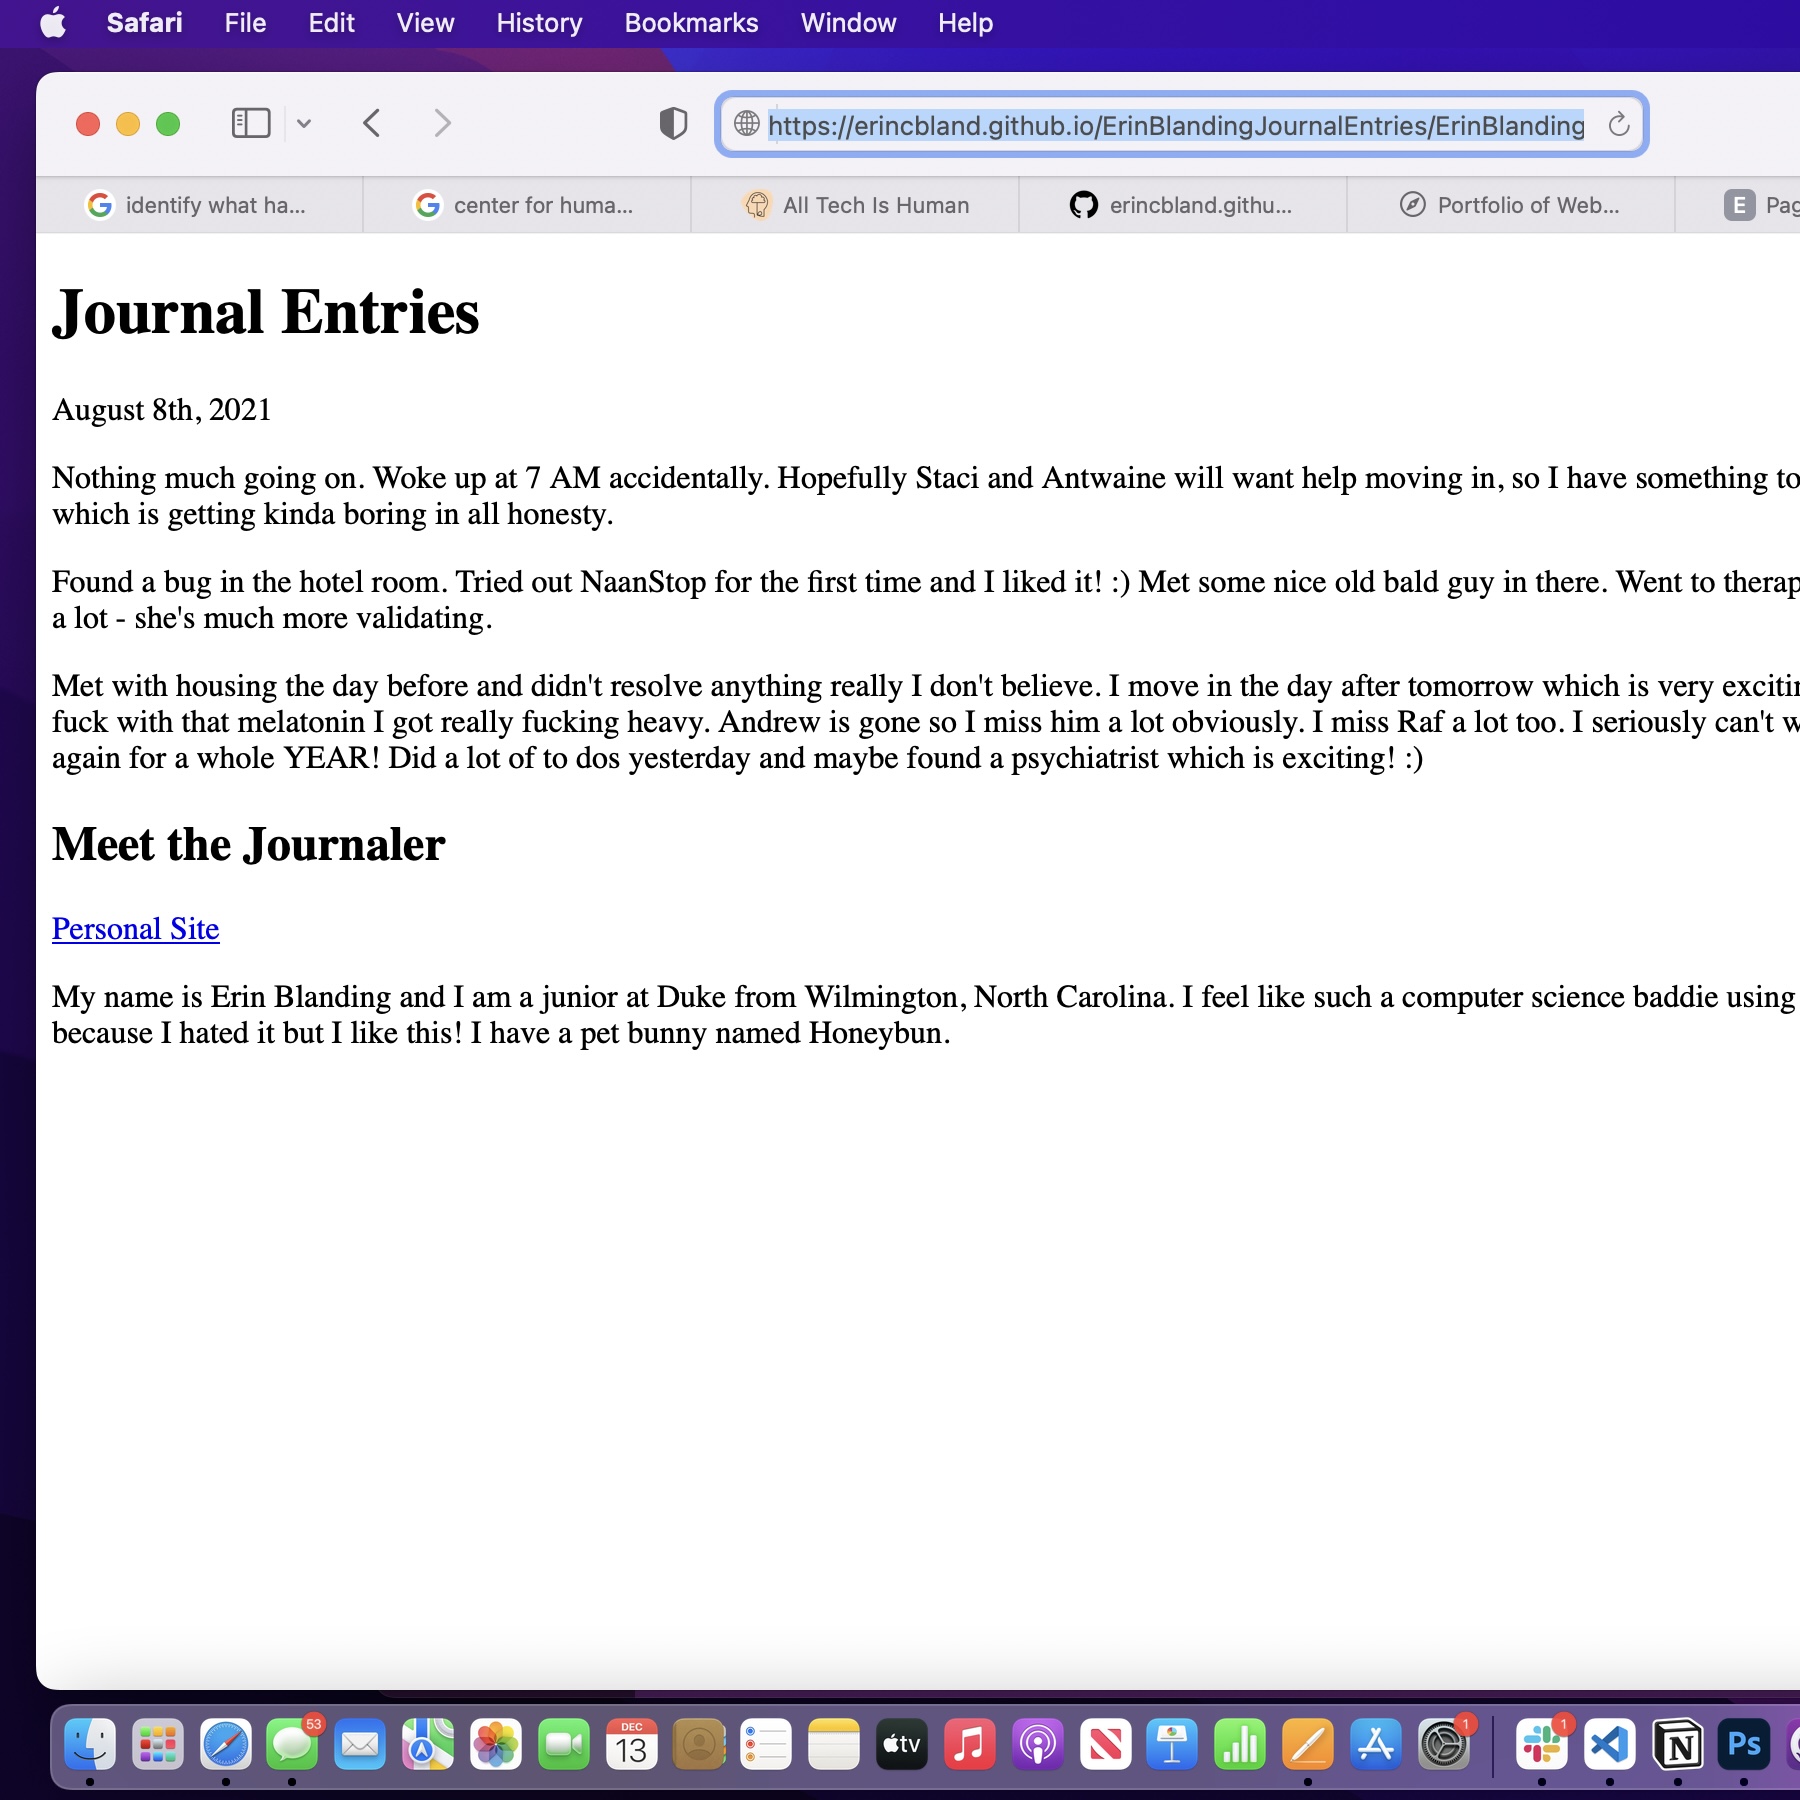 Safari File Edit View History Bookmarks Window Help
https://erincbland.github.io/ErinBlandingJournalEntries/ErinBlanding
identify what ha... center for huma... All Tech Is Human erincbland.githu... Portfolio of Web... E
Journal Entries
August 8th, 2021
Nothing much going on. Woke up at 7 AM accidentally. Hopefully Staci and Antwaine will want help moving in, so I have something to
which is getting kinda boring in all honesty.
Found a bug in the hotel room. Tried out NaanStop for the first time and I liked it! :) Met some nice old bald guy in there. Went to therap
a lot - she's much more validating.
Met with housing the day before and didn't resolve anything really I don't believe. I move in the day after tomorrow which is very exciti
fuck with that melatonin I got really fucking heavy. Andrew is gone so I miss him a lot obviously. I miss Raf a lot too. I seriously can't w
again for a whole YEAR! Did a lot of to dos yesterday and maybe found a psychiatrist which is exciting! :)
Meet the Journaler
Personal Site
My name is Erin Blanding and I am a junior at Duke from Wilmington, North Carolina. I feel like such a computer science baddie using
because I hated it but I like this! I have a pet bunny named Honeybun.
53 DEC 13 tv 1 1 N Ps